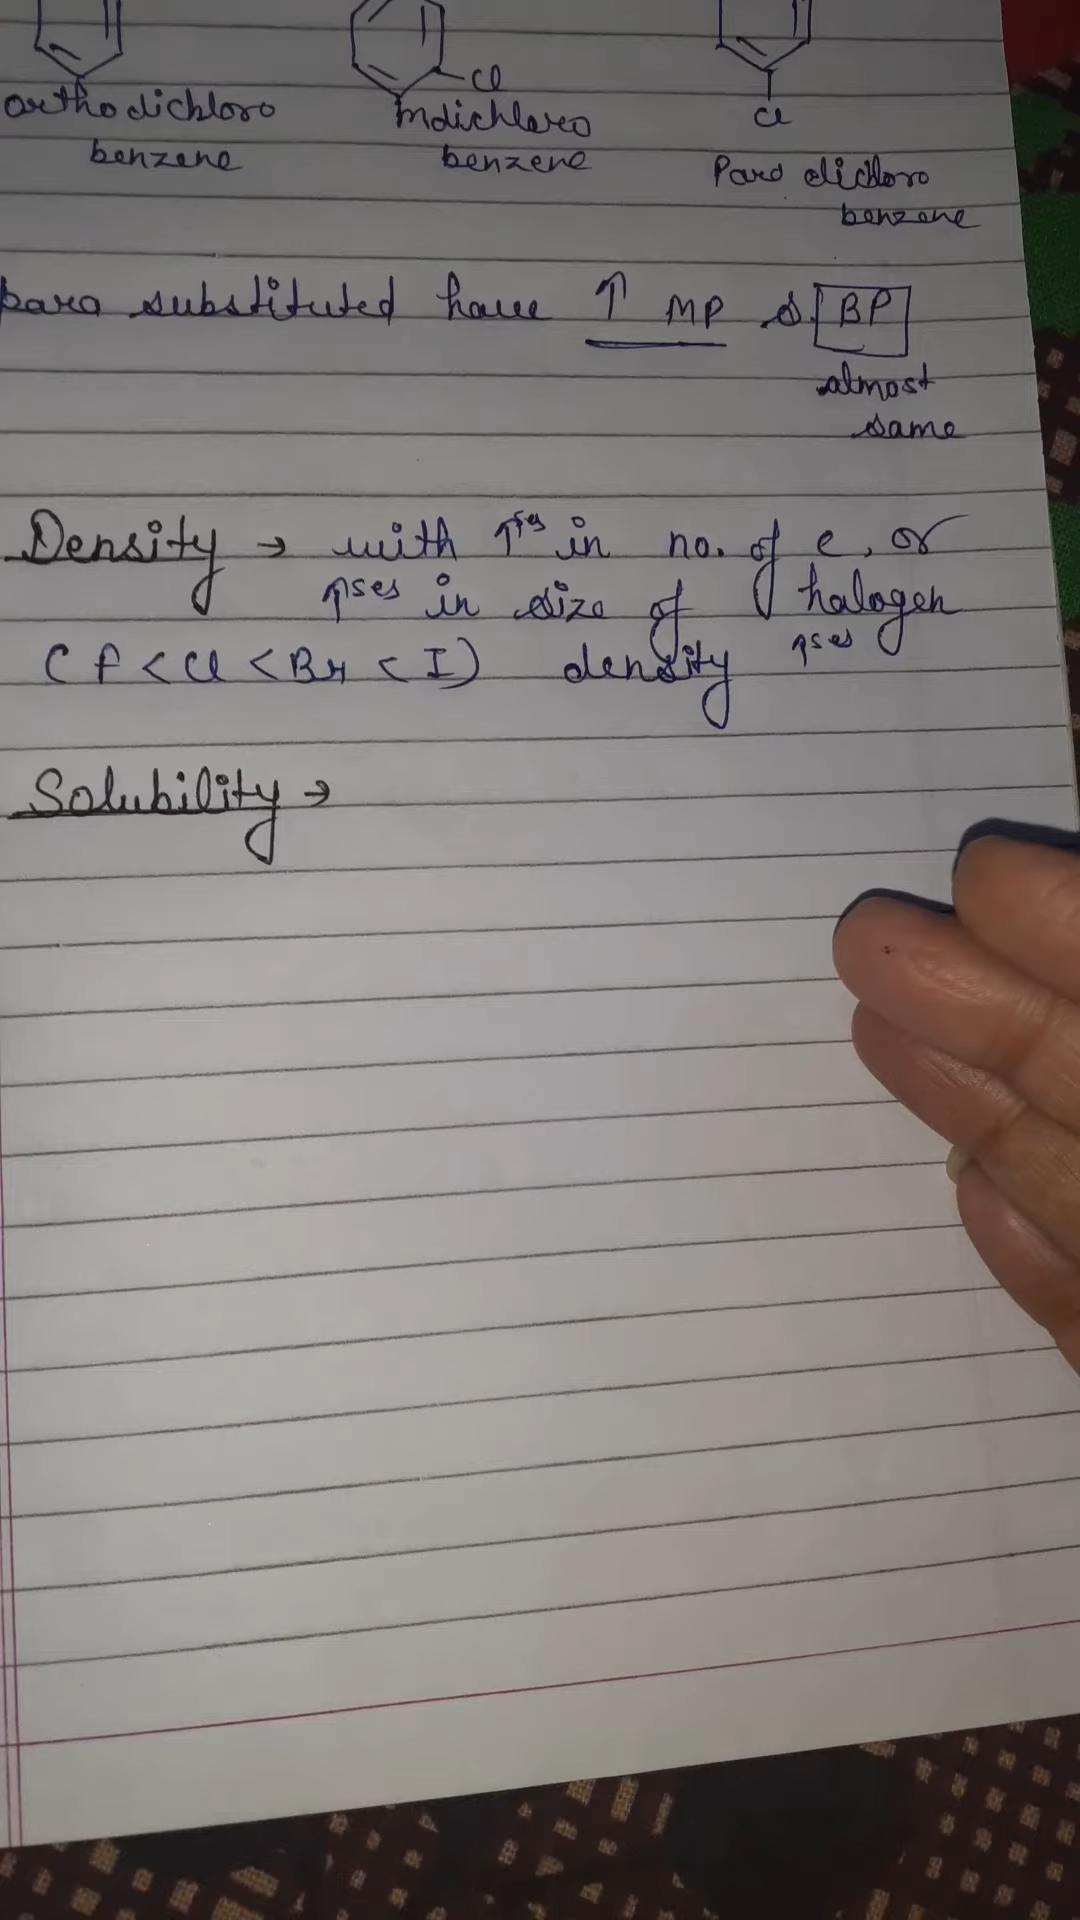 Cl
Cl
ortho dichloro
benzene
mdichloro
benzene
Para dichloro
benzene
para substituted have ↑ MP & BP
almost
same
Density → with ↑ses in no. of e, or
↑ses in size of halogen
(F < Cl < Br < I) density ↑ses
Solubility →